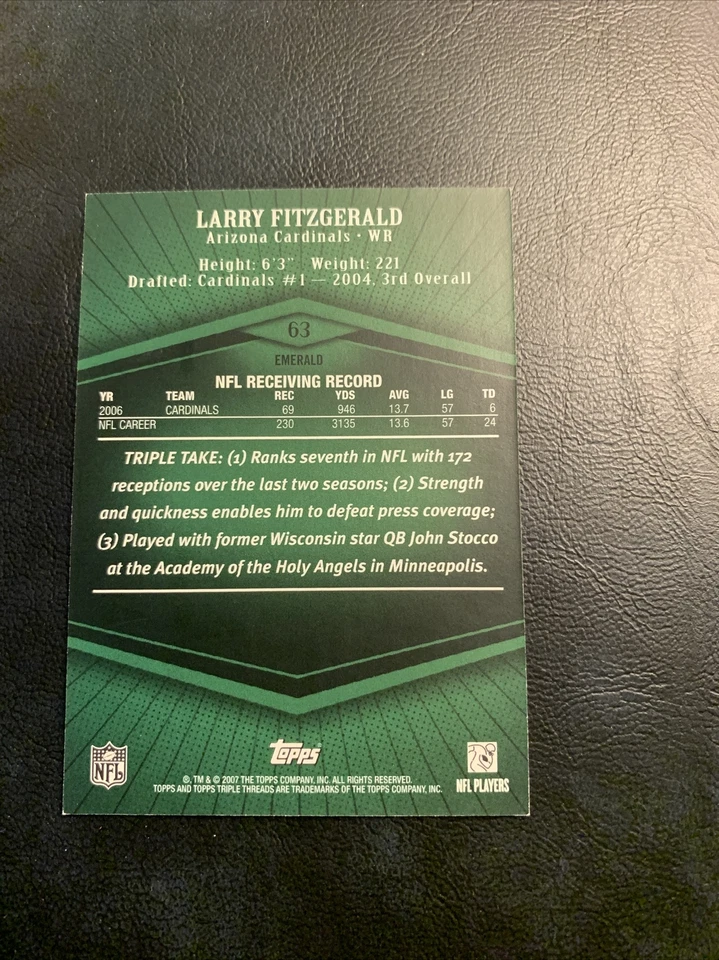 LARRY FITZGERALD
Arizona Cardinals · WR
Height: 6'3" Weight: 221
Drafted: Cardinals #1 — 2004, 3rd Overall
63
EMERALD
NFL RECEIVING RECORD
YR TEAM REC YDS AVG LG TD
2006 CARDINALS 69 946 13.7 57 6
NFL CAREER 230 3135 13.6 57 24
TRIPLE TAKE: (1) Ranks seventh in NFL with 172
receptions over the last two seasons; (2) Strength
and quickness enables him to defeat press coverage;
(3) Played with former Wisconsin star QB John Stocco
at the Academy of the Holy Angels in Minneapolis.
NFL
topps
NFL PLAYERS
®, TM & © 2007 THE TOPPS COMPANY, INC. ALL RIGHTS RESERVED.
TOPPS AND TOPPS TRIPLE THREADS ARE TRADEMARKS OF THE TOPPS COMPANY, INC.